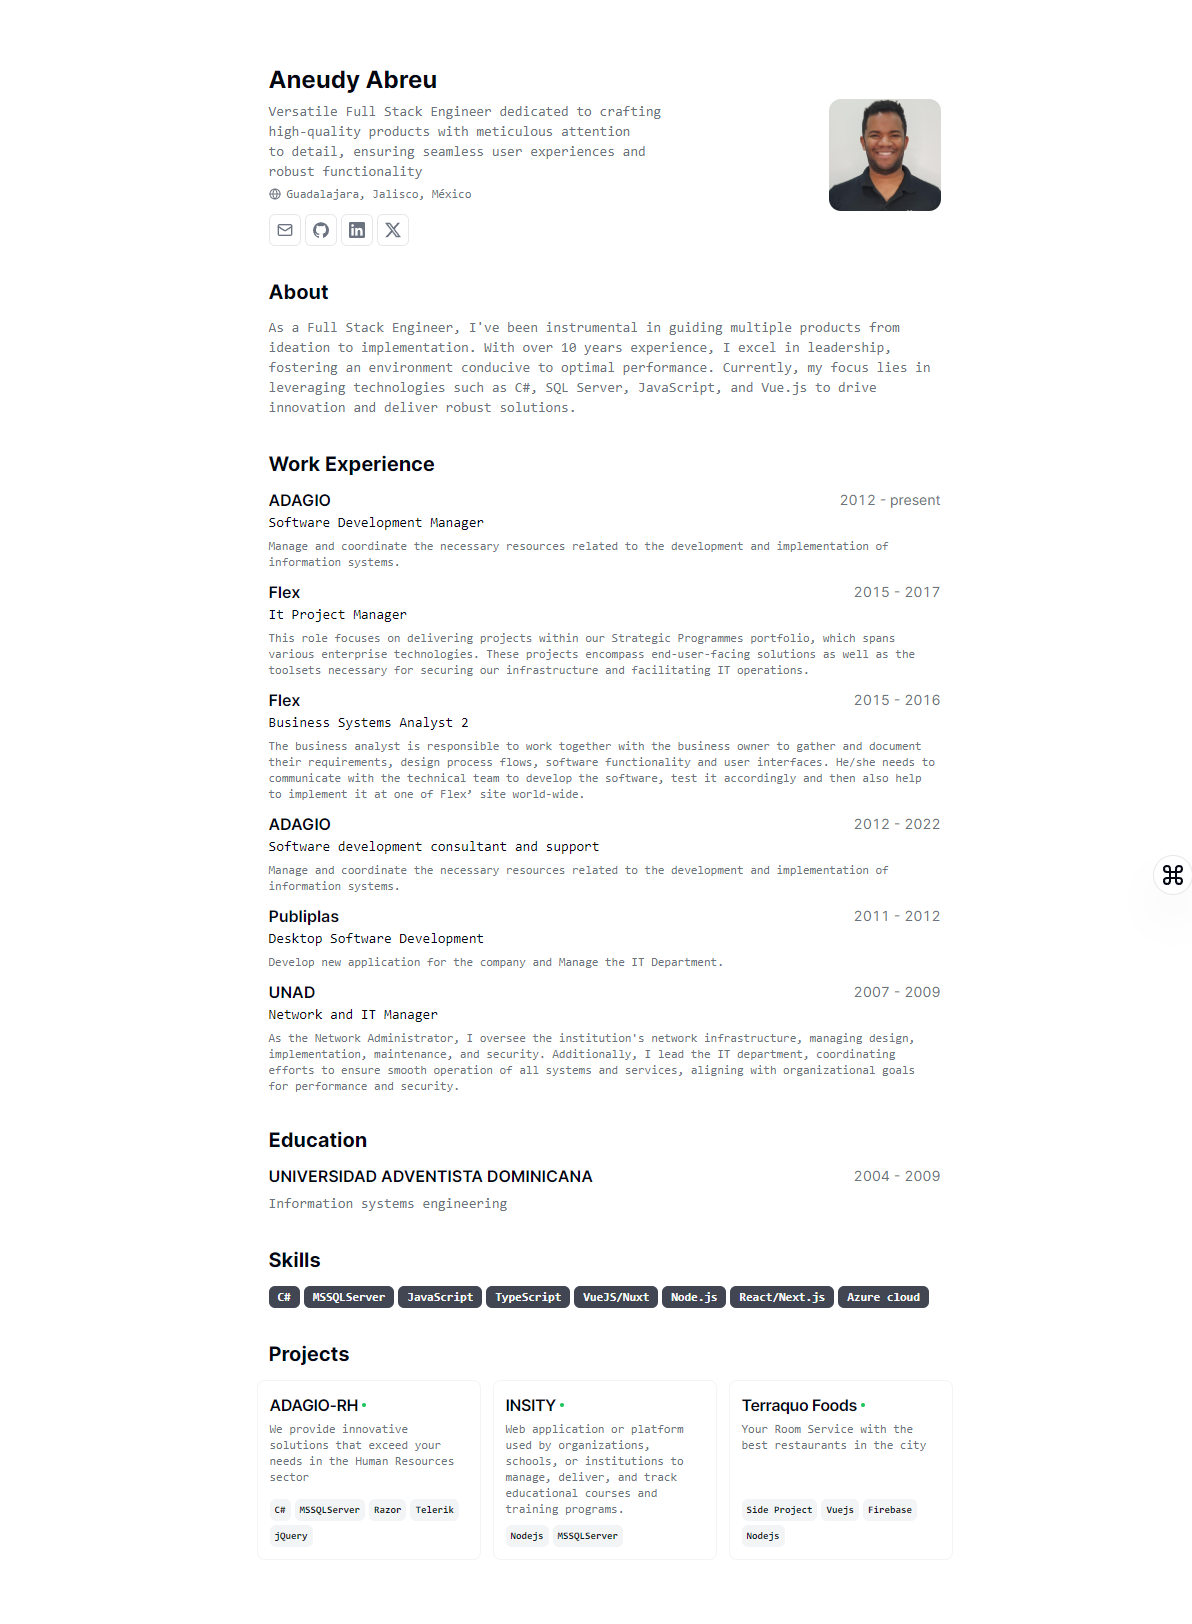 Aneudy Abreu
Versatile Full Stack Engineer dedicated to crafting
high-quality products with meticulous attention
to detail, ensuring seamless user experiences and
robust functionality
Guadalajara, Jalisco, México
About
As a Full Stack Engineer, I've been instrumental in guiding multiple products from
ideation to implementation. With over 10 years experience, I excel in leadership,
fostering an environment conducive to optimal performance. Currently, my focus lies in
leveraging technologies such as C#, SQL Server, JavaScript, and Vue.js to drive
innovation and deliver robust solutions.
Work Experience
ADAGIO 2012 - present
Software Development Manager
Manage and coordinate the necessary resources related to the development and implementation of
information systems.
Flex 2015 - 2017
It Project Manager
This role focuses on delivering projects within our Strategic Programmes portfolio, which spans
various enterprise technologies. These projects encompass end-user-facing solutions as well as the
toolsets necessary for securing our infrastructure and facilitating IT operations.
Flex 2015 - 2016
Business Systems Analyst 2
The business analyst is responsible to work together with the business owner to gather and document
their requirements, design process flows, software functionality and user interfaces. He/she needs to
communicate with the technical team to develop the software, test it accordingly and then also help
to implement it at one of Flex’ site world-wide.
ADAGIO 2012 - 2022
Software development consultant and support
Manage and coordinate the necessary resources related to the development and implementation of
information systems.
Publiplas 2011 - 2012
Desktop Software Development
Develop new application for the company and Manage the IT Department.
UNAD 2007 - 2009
Network and IT Manager
As the Network Administrator, I oversee the institution's network infrastructure, managing design,
implementation, maintenance, and security. Additionally, I lead the IT department, coordinating
efforts to ensure smooth operation of all systems and services, aligning with organizational goals
for performance and security.
Education
UNIVERSIDAD ADVENTISTA DOMINICANA 2004 - 2009
Information systems engineering
Skills
C# MSSQLServer JavaScript TypeScript VueJS/Nuxt Node.js React/Next.js Azure cloud
Projects
ADAGIO-RH
We provide innovative
solutions that exceed your
needs in the Human Resources
sector
C# MSSQLServer Razor Telerik
jQuery
INSITY
Web application or platform
used by organizations,
schools, or institutions to
manage, deliver, and track
educational courses and
training programs.
Nodejs MSSQLServer
Terraquo Foods
Your Room Service with the
best restaurants in the city
Side Project Vuejs Firebase
Nodejs